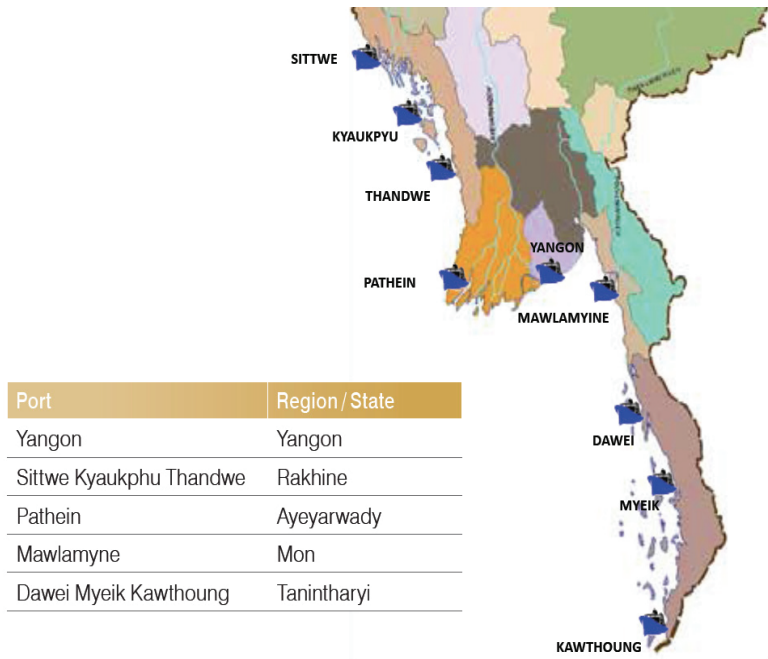 SITTWE
KYAUKPYU
THANDWE
PATHEIN
YANGON
MAWLAMYINE
DAWEI
MYEIK
KAWTHOUNG
Port Region / State
Yangon Yangon
Sittwe Kyaukphu Thandwe Rakhine
Pathein Ayeyarwady
Mawlamyne Mon
Dawei Myeik Kawthoung Tanintharyi